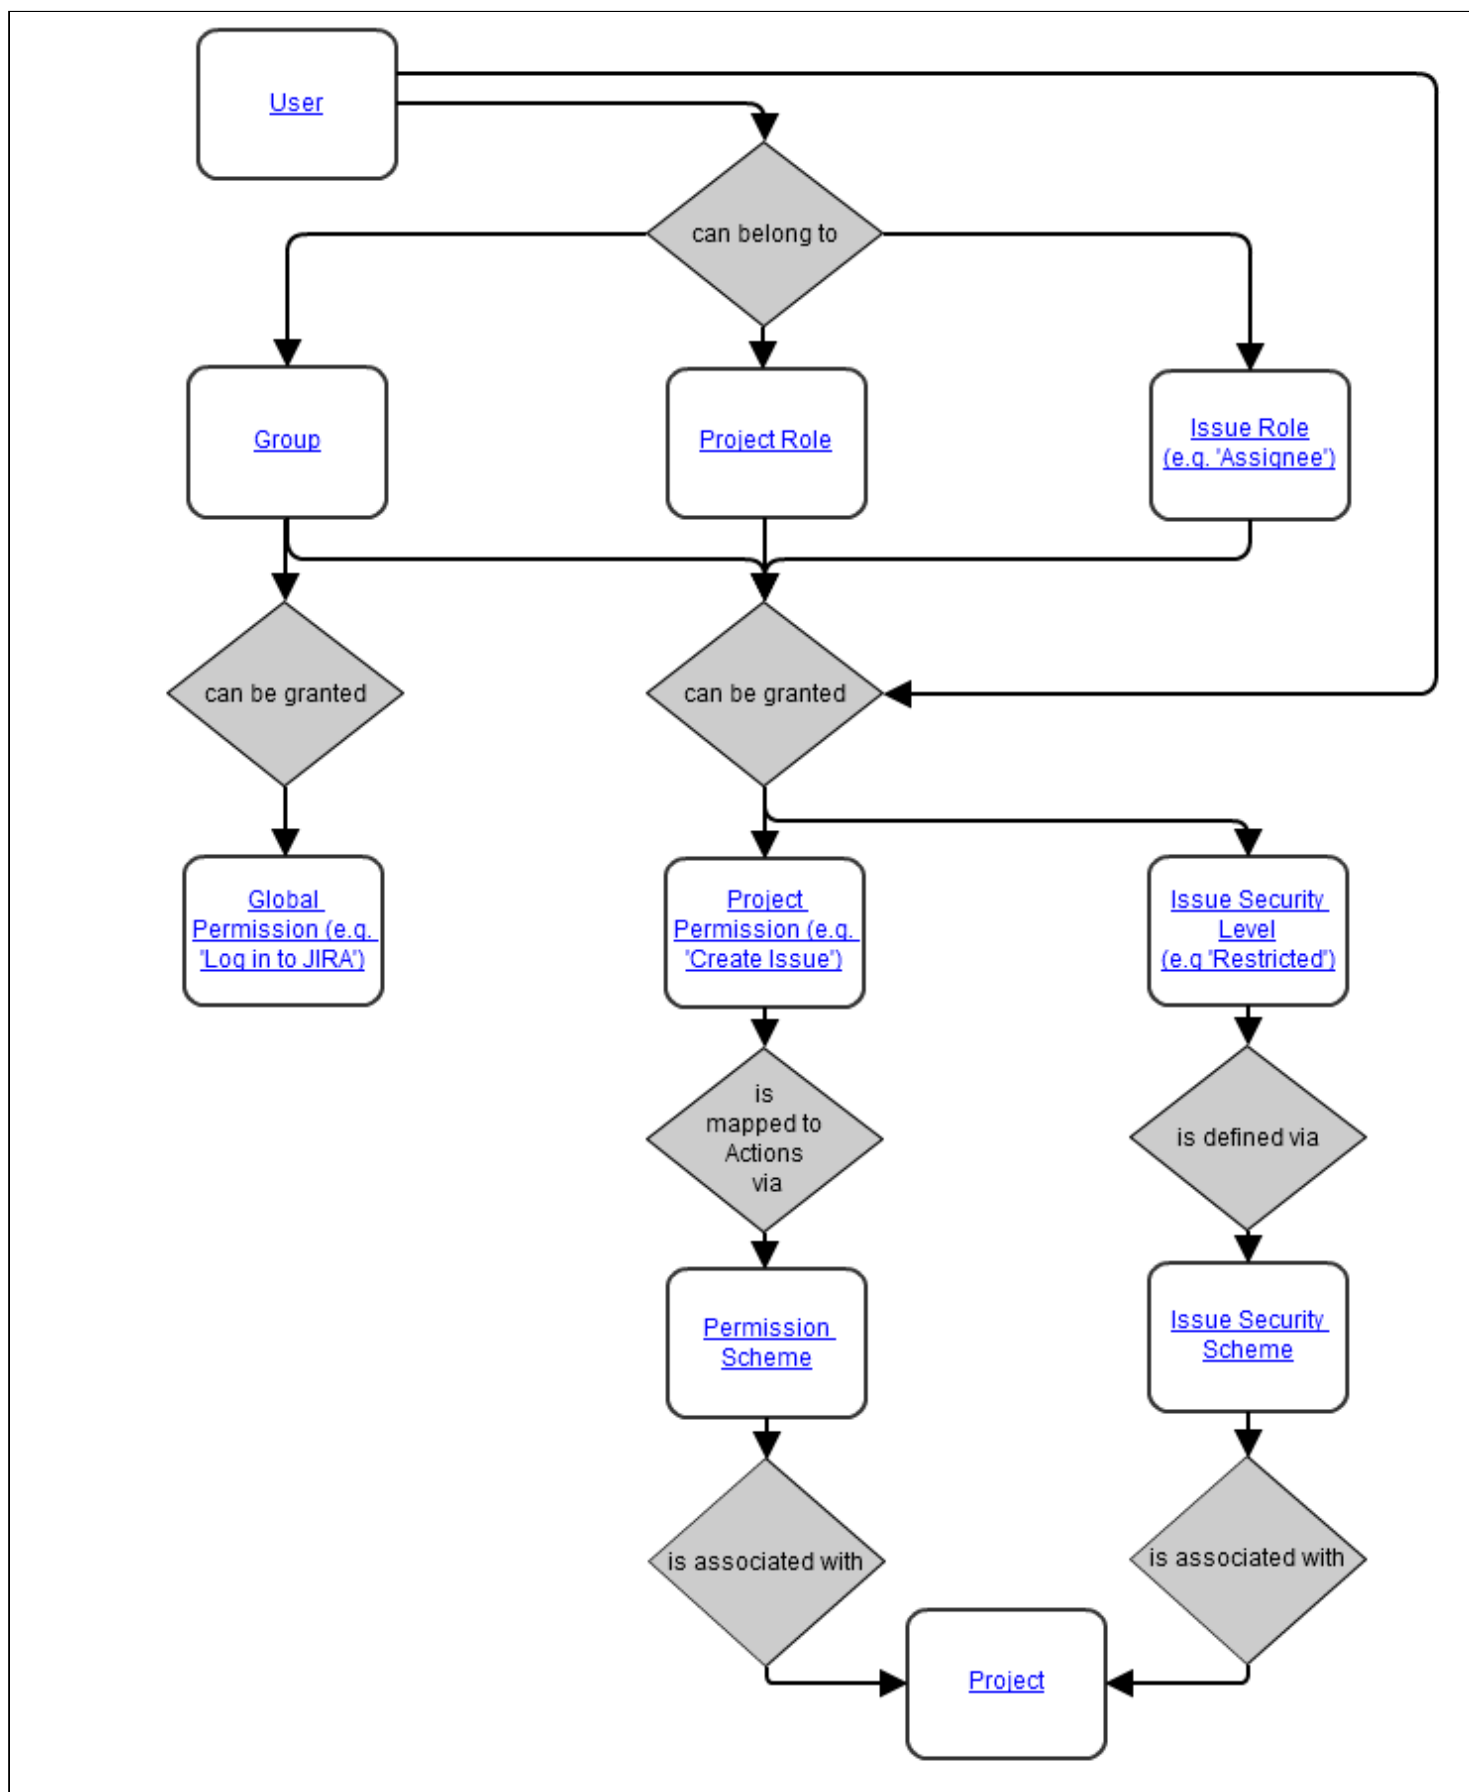 User
can belong to
Group
Project Role
Issue Role
(e.g. 'Assignee')
can be granted
can be granted
Global
Permission (e.g.
'Log in to JIRA')
Project
Permission (e.g.
'Create Issue')
Issue Security
Level
(e.g 'Restricted')
is
mapped to
Actions
via
is defined via
Permission
Scheme
Issue Security
Scheme
is associated with
is associated with
Project